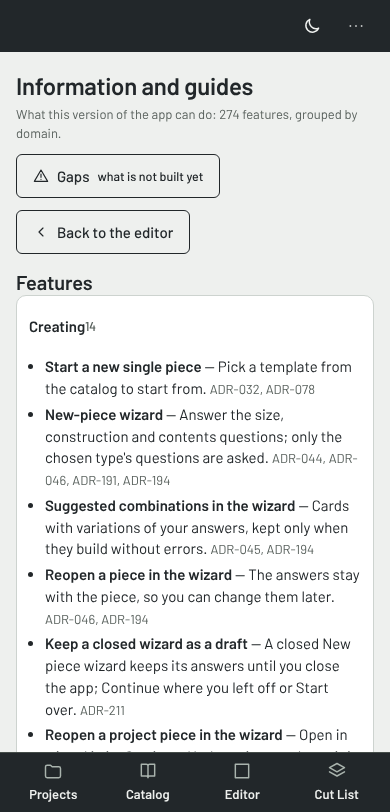 Information and guides
What this version of the app can do: 274 features, grouped by
domain.
Gaps what is not built yet
Back to the editor
Features
Creating14
• Start a new single piece — Pick a template from
the catalog to start from. ADR-032, ADR-078
• New-piece wizard — Answer the size,
construction and contents questions; only the
chosen type's questions are asked. ADR-044, ADR-
046, ADR-191, ADR-194
• Suggested combinations in the wizard — Cards
with variations of your answers, kept only when
they build without errors. ADR-045, ADR-194
• Reopen a piece in the wizard — The answers stay
with the piece, so you can change them later.
ADR-046, ADR-194
• Keep a closed wizard as a draft — A closed New
piece wizard keeps its answers until you close
the app; Continue where you left off or Start
over. ADR-211
• Reopen a project piece in the wizard — Open in
Projects
Catalog
Editor
Cut List